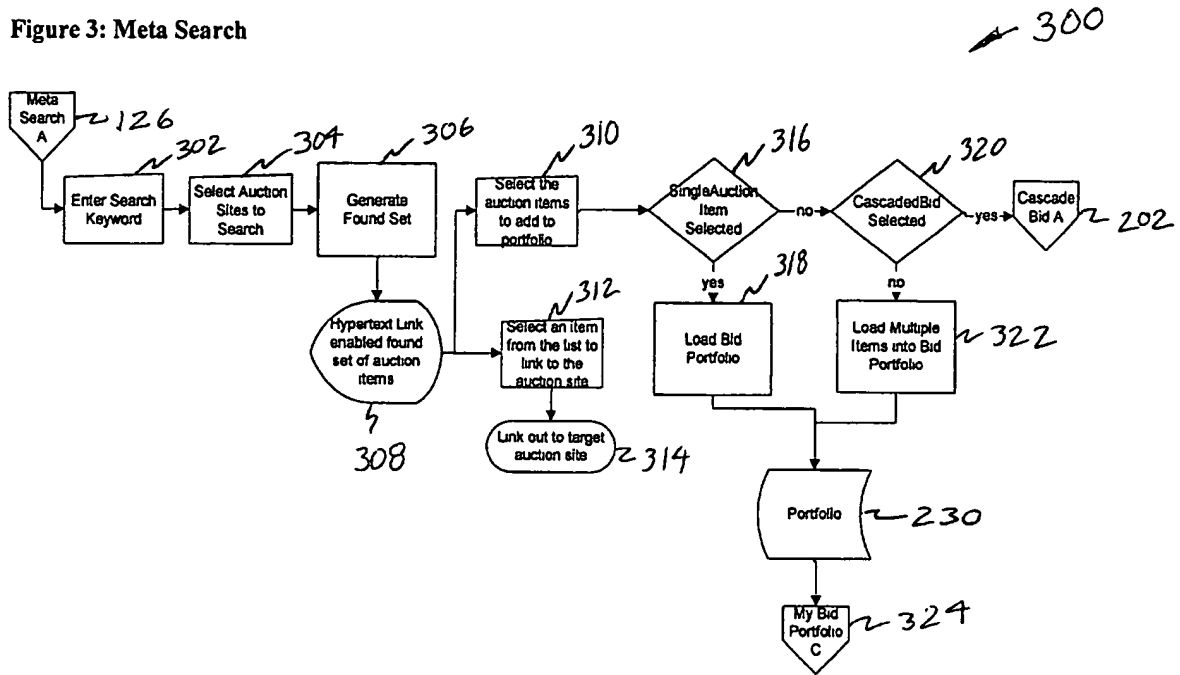 Figure 3: Meta Search
300
Meta
Search
A
126
302
304
306
310
316
320
Enter Search
Keyword
Select Auction
Sites to
Search
Generate
Found Set
Select the
auction items
to add to
portfolio
SingleAuction
Item
Selected
no
CascadedBid
Selected
yes
Cascade
Bid A
202
yes
318
no
312
Hypertext Link
enabled found
set of auction
items
308
Select an item
from the list to
link to the
auction site
Load Bid
Portfolio
Load Multiple
Items into Bid
Portfolio
322
Link out to target
auction site
314
Portfolio
230
My Bid
Portfolio
C
324